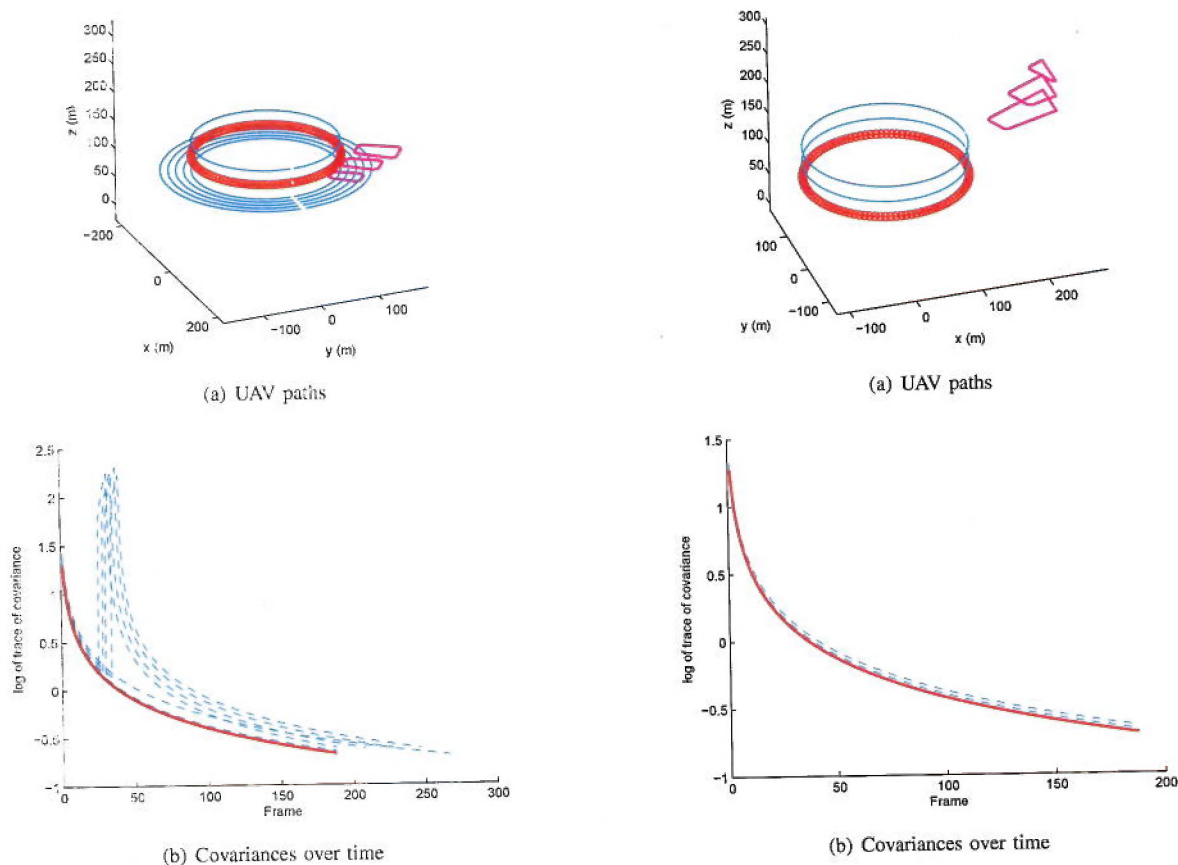 300
250
200
150
z (m)
100
50
0
−200
0
200
x (m)
−100
0
100
y (m)
(a) UAV paths
300
250
200
150
z (m)
100
50
0
100
0
−100
y (m)
−100
0
100
200
x (m)
(a) UAV paths
2.5
2
1.5
1
0.5
0
−0.5
−1
log of trace of covariance
0 50 100 150 200 250 300
Frame
(b) Covariances over time
1.5
1
0.5
0
−0.5
−1
log of trace of covariance
0 50 100 150 200
Frame
(b) Covariances over time